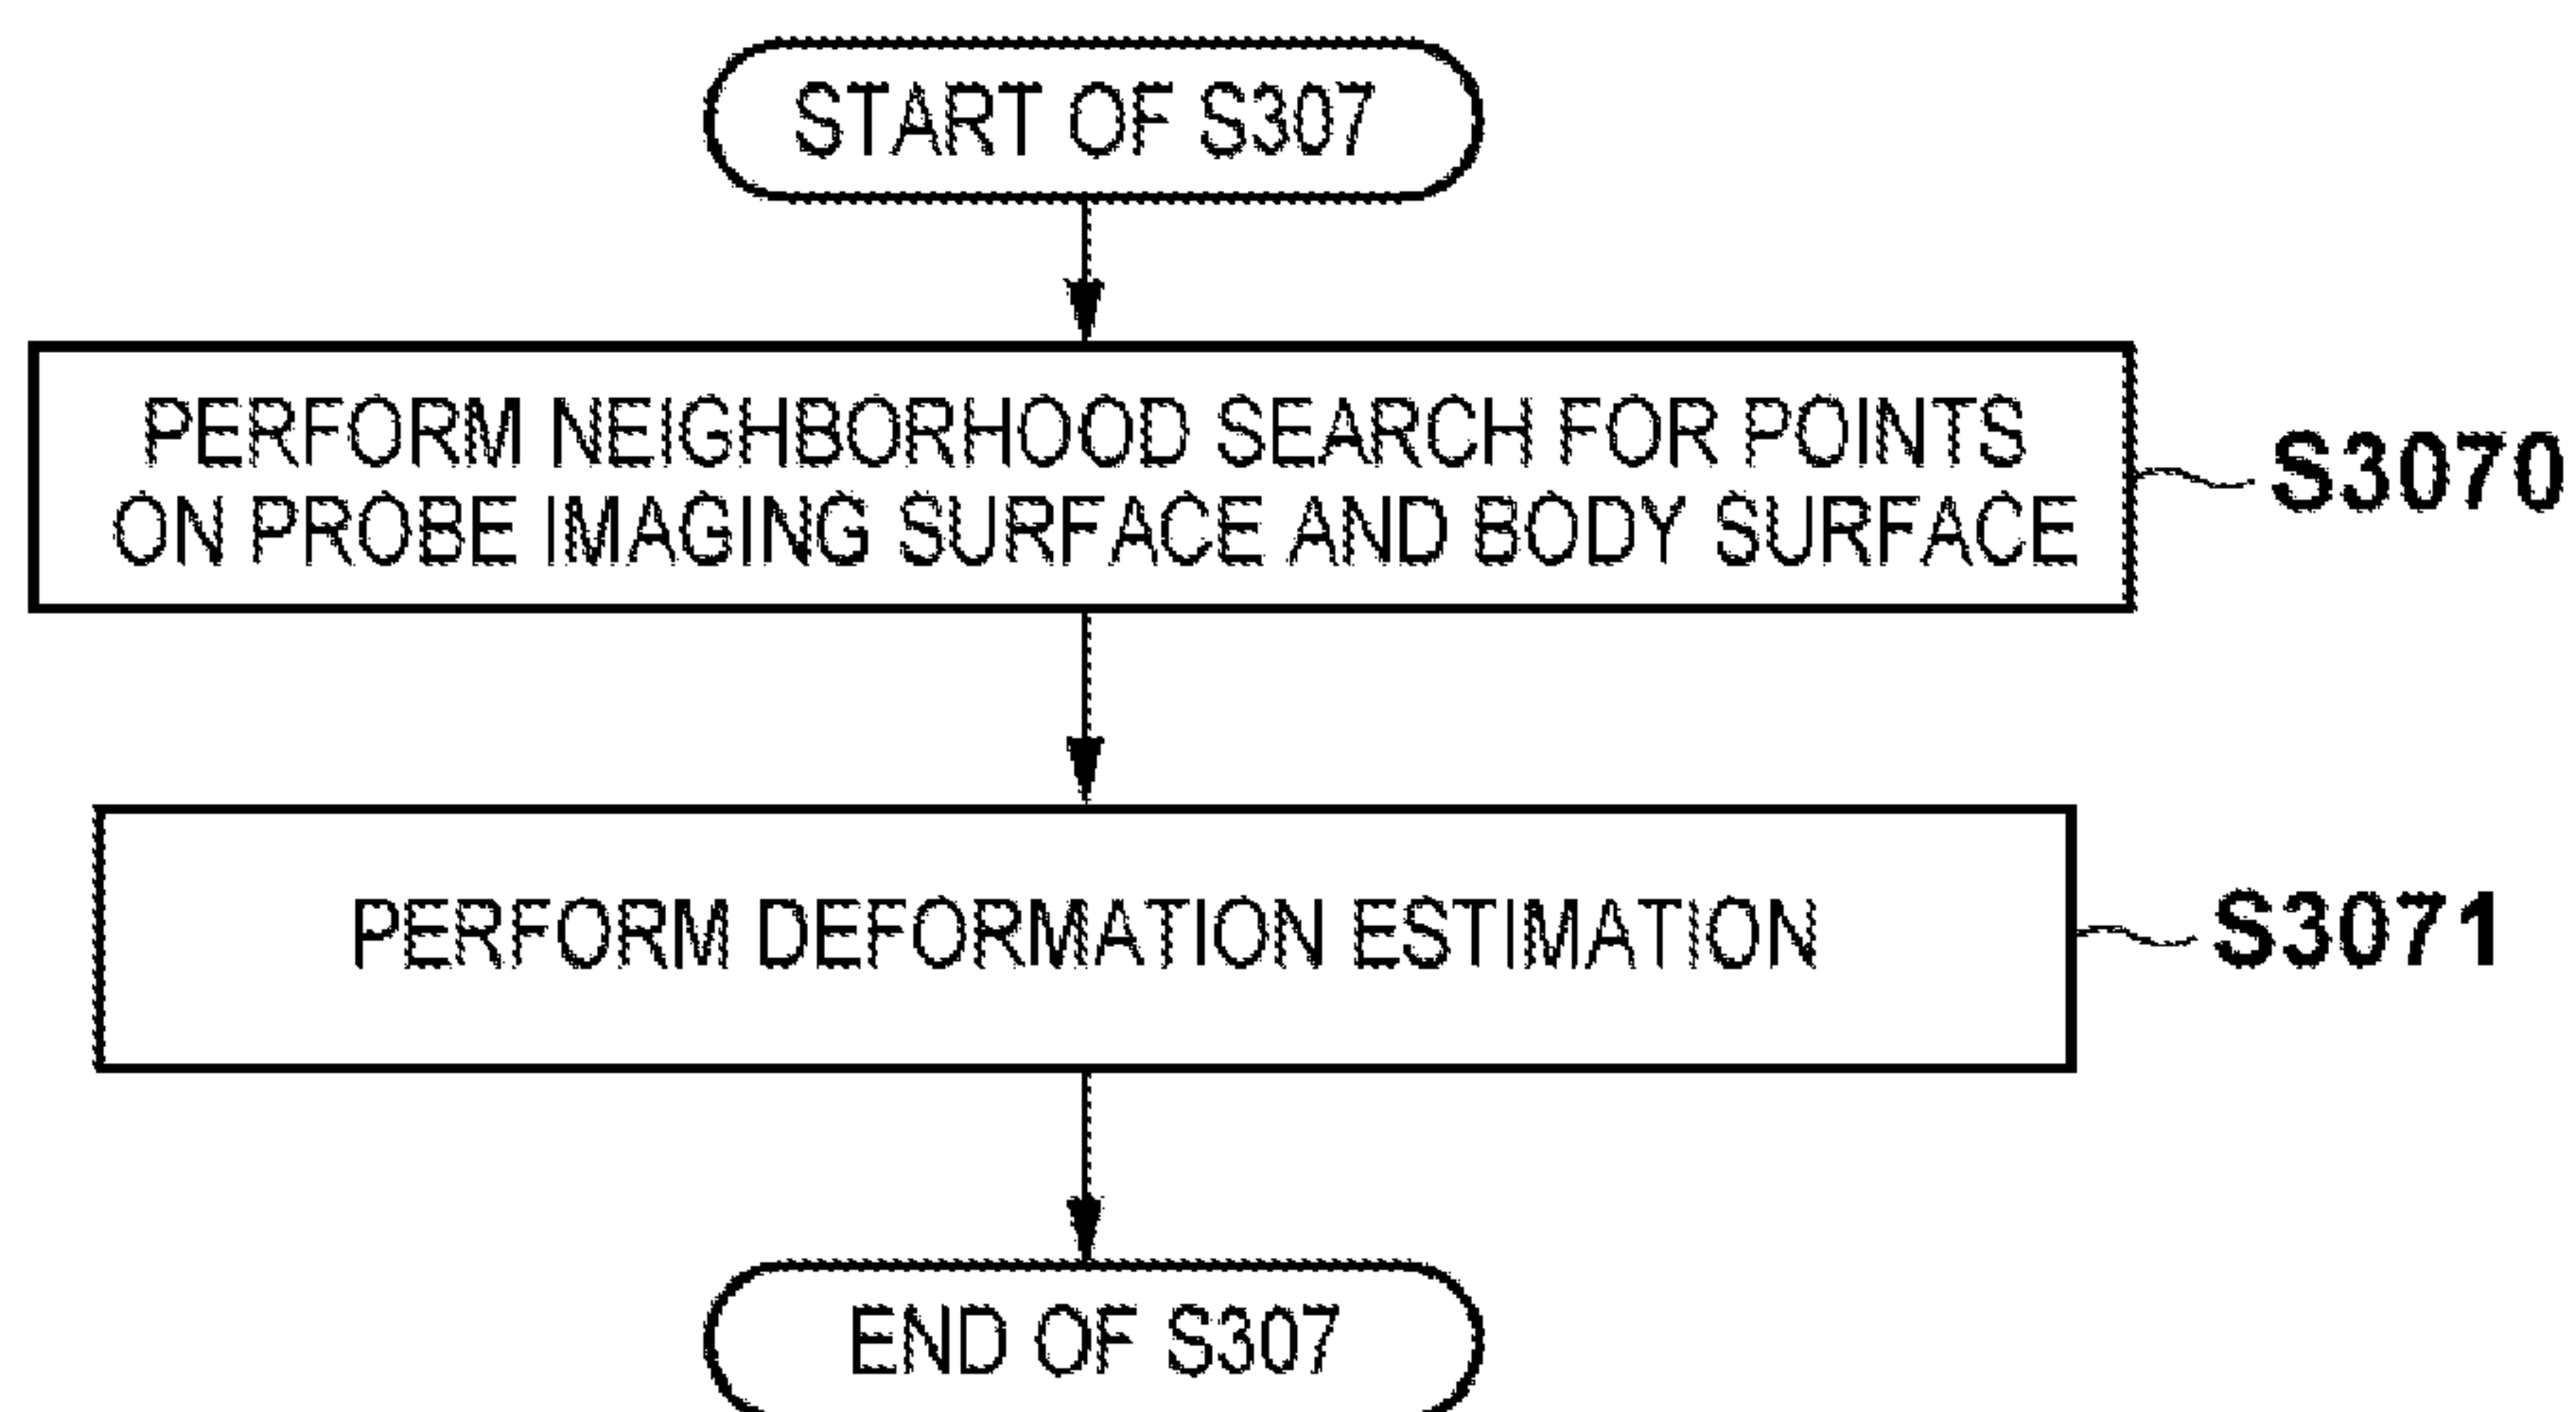 START OF S307
PERFORM NEIGHBORHOOD SEARCH FOR POINTS
ON PROBE IMAGING SURFACE AND BODY SURFACE
S3070
PERFORM DEFORMATION ESTIMATION
S3071
END OF S307